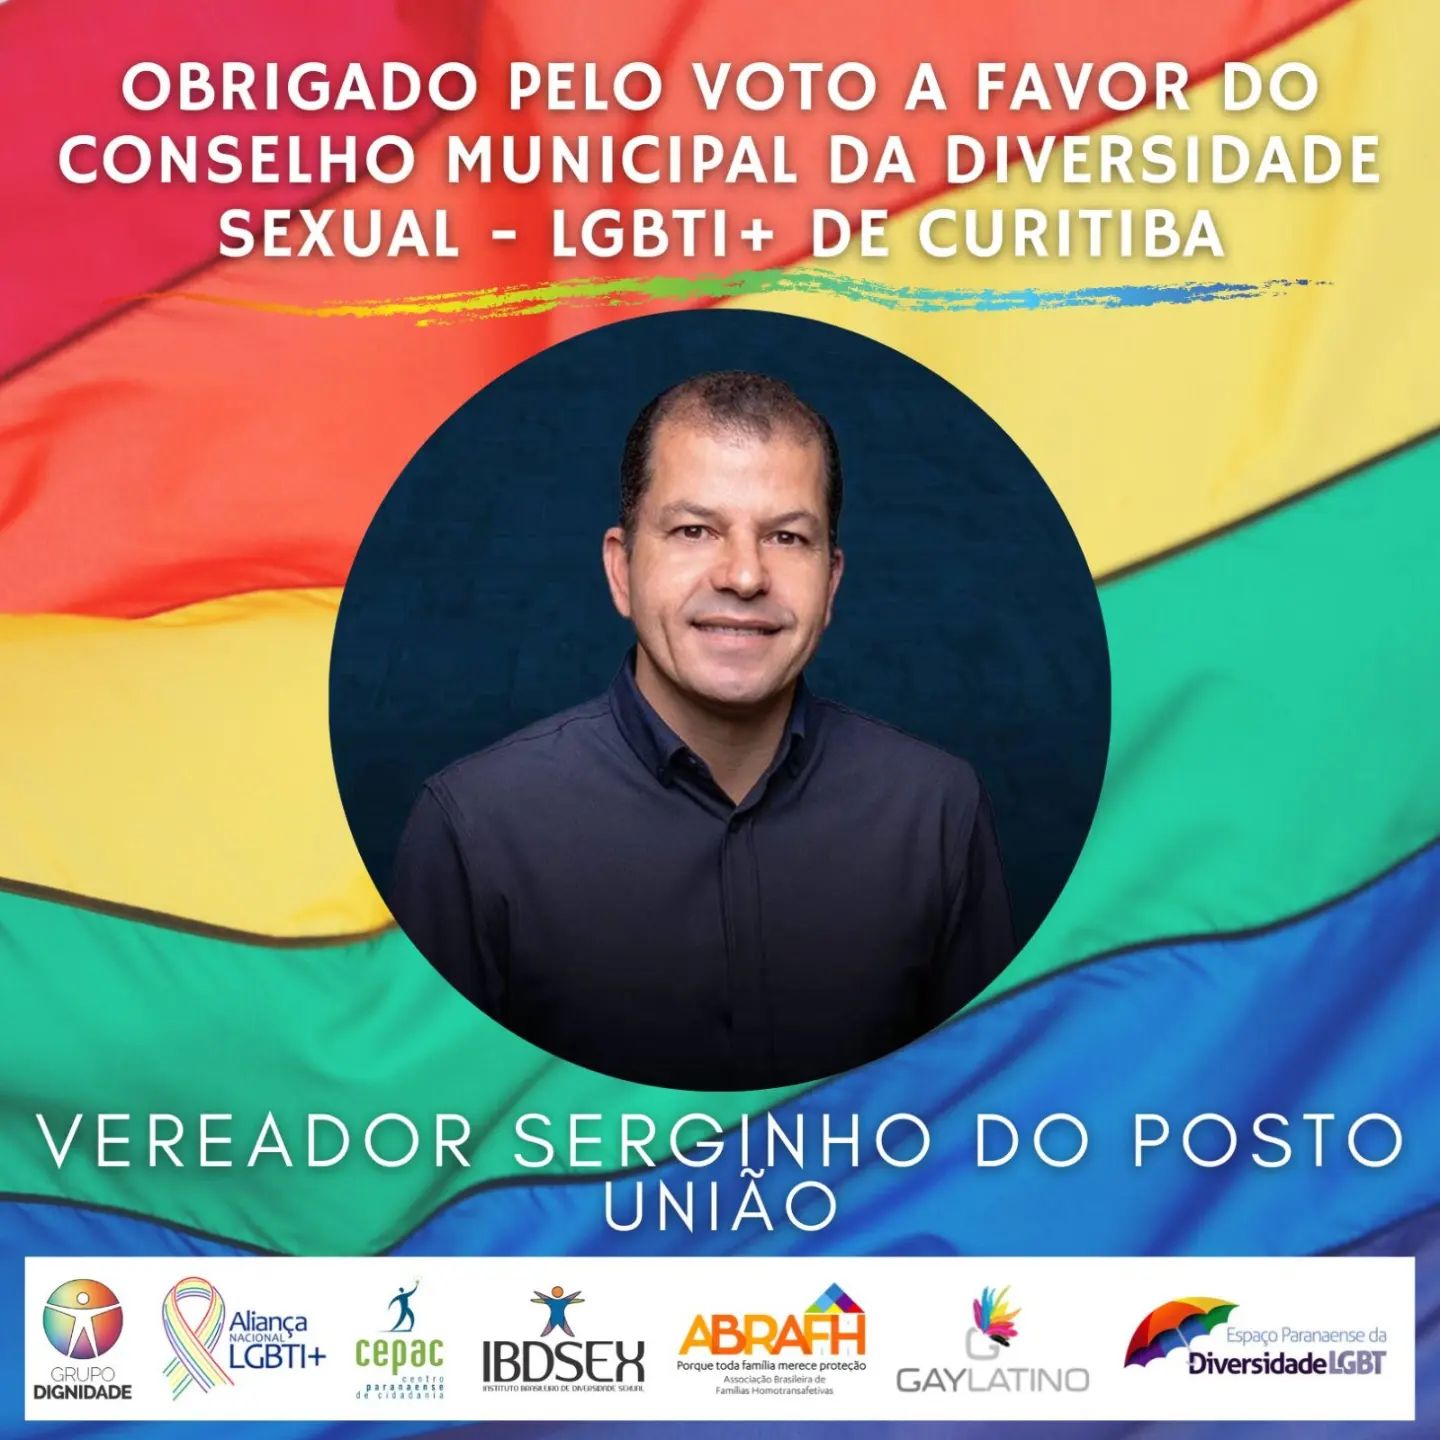 OBRIGADO PELO VOTO A FAVOR DO
CONSELHO MUNICIPAL DA DIVERSIDADE
SEXUAL - LGBTI+ DE CURITIBA
VEREADOR SERGINHO DO POSTO
UNIÃO
GRUPO
DIGNIDADE
Aliança
NACIONAL
LGBTI+
cepac
centro
paranaense
de cidadania
IBDSEX
INSTITUTO BRASILEIRO DE DIVERSIDADE SEXUAL
ABRAFH
Porque toda família merece proteção
Associação Brasileira de
Famílias Homotransafetivas
G
GAYLATINO
Espaço Paranaense da
DiversidadeLGBT